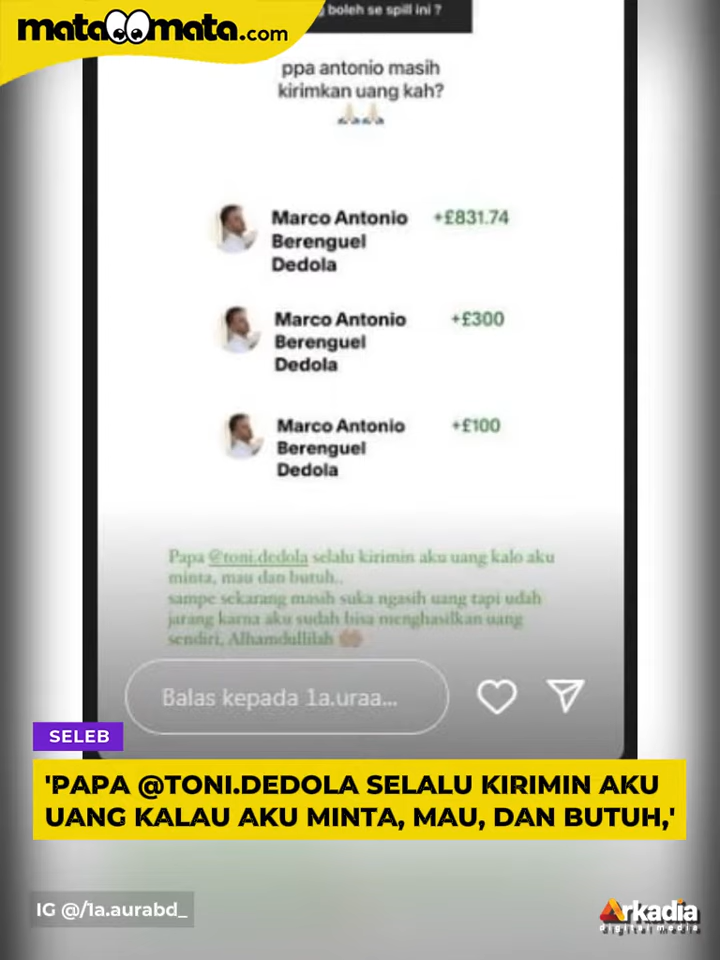 mata mata.com
boleh se spill ini ?
ppa antonio masih
kirimkan uang kah?
🙏🏻🙏🏻
Marco Antonio +£831.74
Berenguel
Dedola
Marco Antonio +£300
Berenguel
Dedola
Marco Antonio +£100
Berenguel
Dedola
Papa @toni.dedola selalu kirimin aku uang kalo aku
minta, mau dan butuh..
sampe sekarang masih suka ngasih uang tapi udah
jarang karna aku sudah bisa menghasilkan uang
sendiri, Alhamdullilah 🤲🏼
Balas kepada 1a.uraa...
SELEB
'PAPA @TONI.DEDOLA SELALU KIRIMIN AKU
UANG KALAU AKU MINTA, MAU, DAN BUTUH,'
IG @/1a.aurabd_
Arkadia
digital media